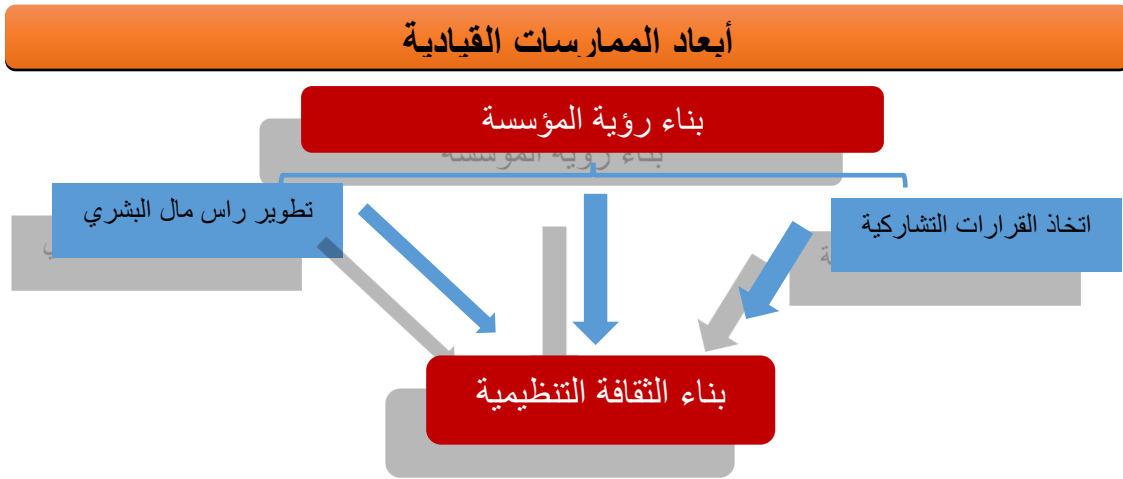 أبعاد الممارسات القيادية
بناء رؤية المؤسسة
اتخاذ القرارات التشاركية
تطوير راس مال البشري
بناء الثقافة التنظيمية